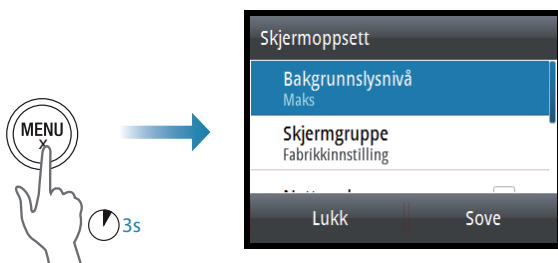 Skjermoppsett
Bakgrunnslysnivå
Maks
MENU
X
Skjermgruppe
Fabrikkinnstilling
3s
Lukk Sove